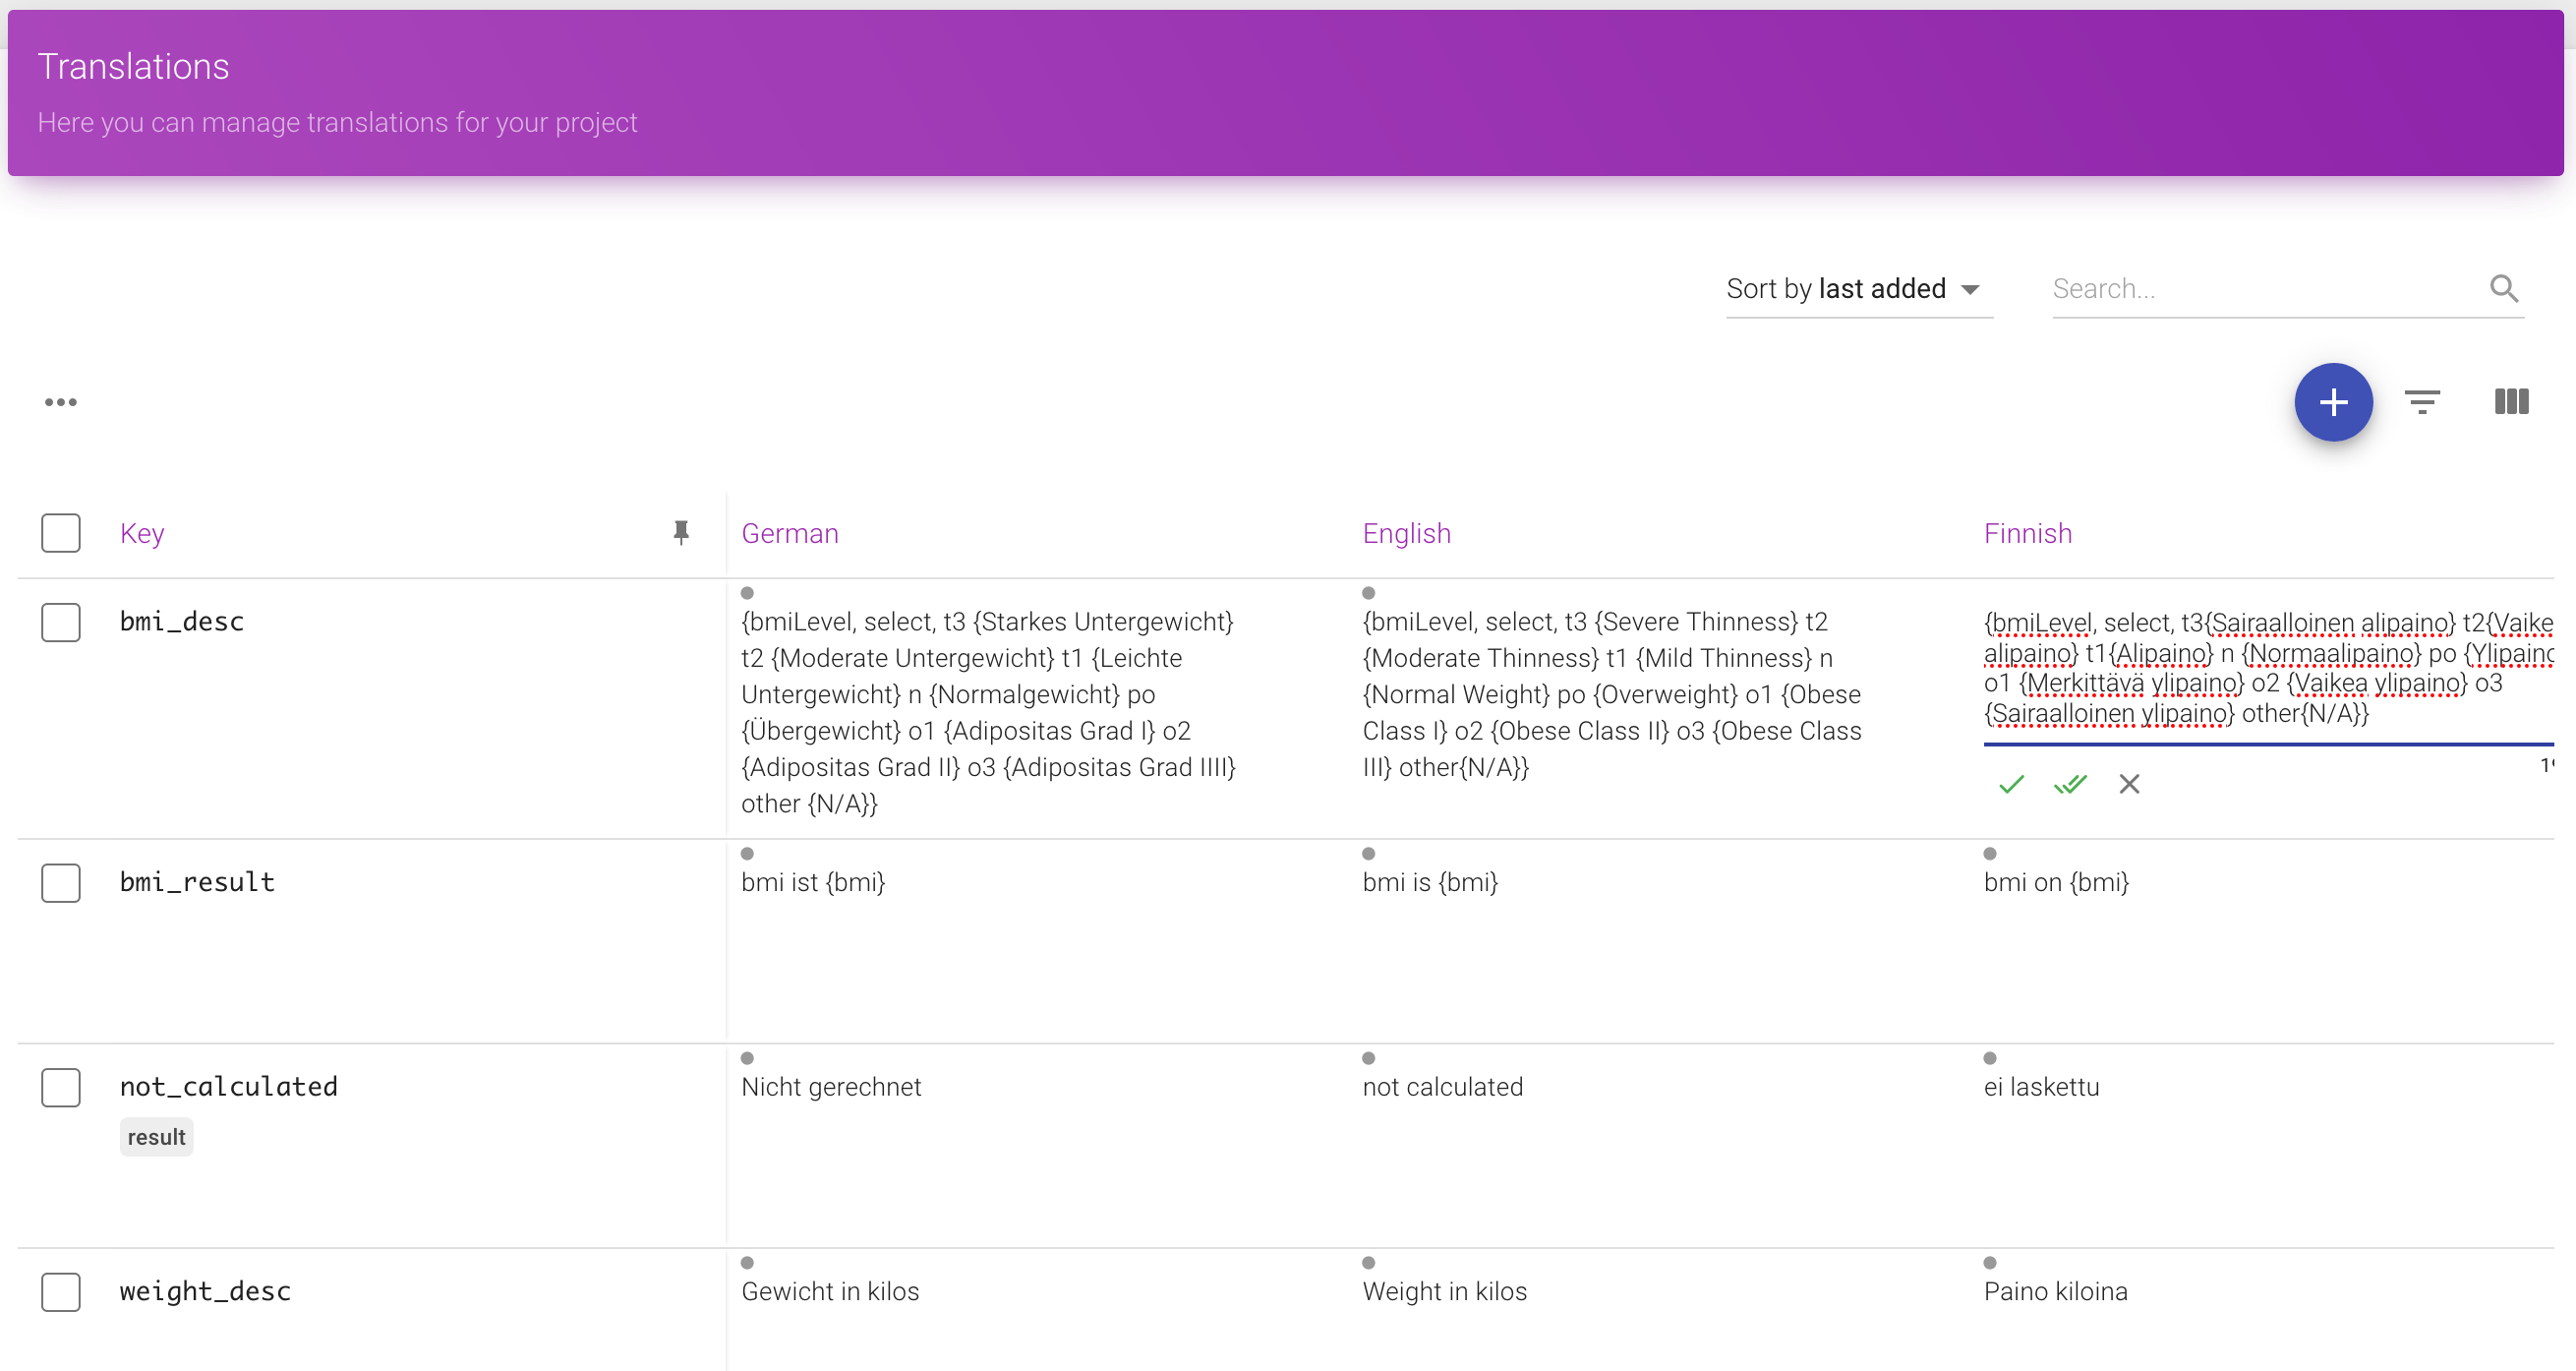 Translations
Here you can manage translations for your project
Sort by last added
Search...
Key
German
English
Finnish
bmi_desc
{bmiLevel, select, t3 {Starkes Untergewicht}
t2 {Moderate Untergewicht} t1 {Leichte
Untergewicht} n {Normalgewicht} po
{Übergewicht} o1 {Adipositas Grad I} o2
{Adipositas Grad II} o3 {Adipositas Grad IIII}
other {N/A}}
{bmiLevel, select, t3 {Severe Thinness} t2
{Moderate Thinness} t1 {Mild Thinness} n
{Normal Weight} po {Overweight} o1 {Obese
Class I} o2 {Obese Class II} o3 {Obese Class
III} other{N/A}}
{bmiLevel, select, t3{Sairaalloinen alipaino} t2{Vaike
alipaino} t1{Alipaino} n {Normaalipaino} po {Ylipaino
o1 {Merkittävä ylipaino} o2 {Vaikea ylipaino} o3
{Sairaalloinen ylipaino} other{N/A}}
bmi_result
bmi ist {bmi}
bmi is {bmi}
bmi on {bmi}
not_calculated
result
Nicht gerechnet
not calculated
ei laskettu
weight_desc
Gewicht in kilos
Weight in kilos
Paino kiloina